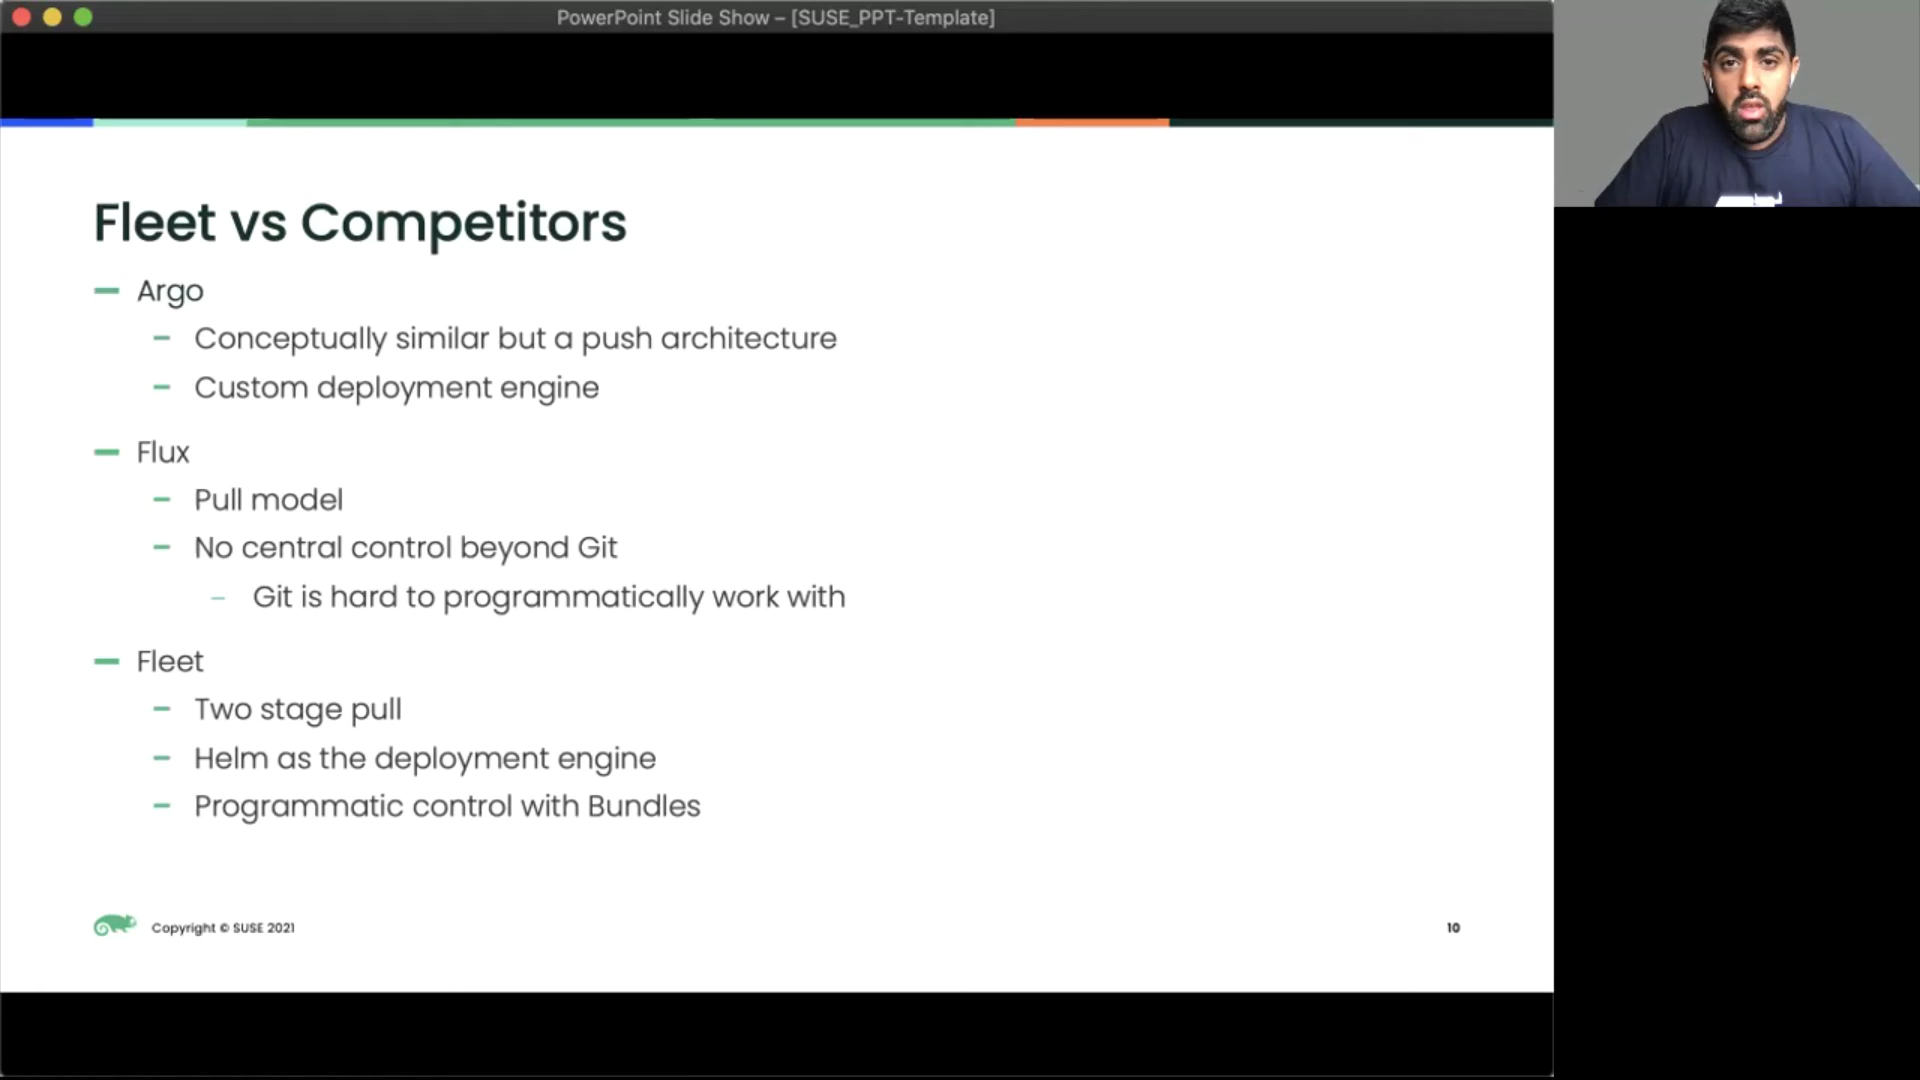 PowerPoint Slide Show – [SUSE_PPT-Template]
Fleet vs Competitors
Argo
Conceptually similar but a push architecture
Custom deployment engine
Flux
Pull model
No central control beyond Git
Git is hard to programmatically work with
Fleet
Two stage pull
Helm as the deployment engine
Programmatic control with Bundles
Copyright © SUSE 2021
10